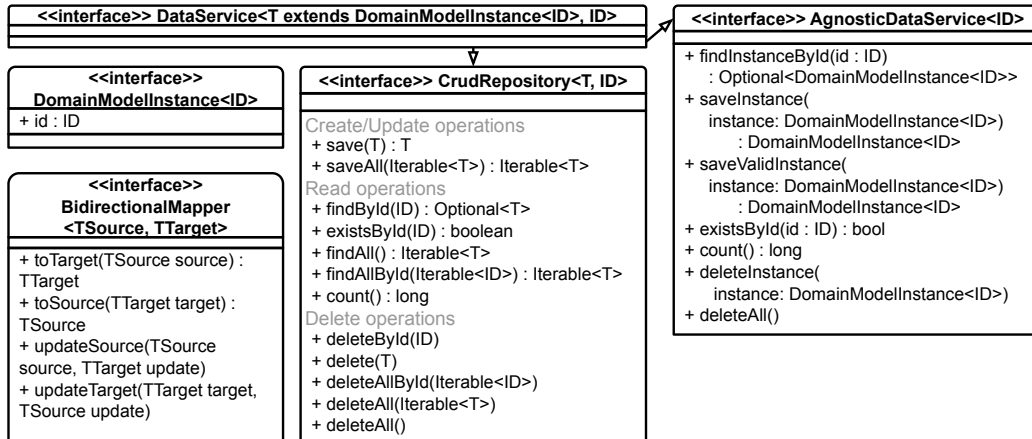 <<interface>> DataService<T extends DomainModelInstance<ID>, ID>
<<interface>>
DomainModelInstance<ID>
+ id : ID
<<interface>>
BidirectionalMapper
<TSource, TTarget>
+ toTarget(TSource source) :
TTarget
+ toSource(TTarget target) :
TSource
+ updateSource(TSource
source, TTarget update)
+ updateTarget(TTarget target,
TSource update)
<<interface>> CrudRepository<T, ID>
Create/Update operations
+ save(T) : T
+ saveAll(Iterable<T>) : Iterable<T>
Read operations
+ findById(ID) : Optional<T>
+ existsById(ID) : boolean
+ findAll() : Iterable<T>
+ findAllById(Iterable<ID>) : Iterable<T>
+ count() : long
Delete operations
+ deleteById(ID)
+ delete(T)
+ deleteAllById(Iterable<ID>)
+ deleteAll(Iterable<T>)
+ deleteAll()
<<interface>> AgnosticDataService<ID>
+ findInstanceById(id : ID)
: Optional<DomainModelInstance<ID>>
+ saveInstance(
instance: DomainModelInstance<ID>)
: DomainModelInstance<ID>
+ saveValidInstance(
instance: DomainModelInstance<ID>)
: DomainModelInstance<ID>
+ existsById(id : ID) : bool
+ count() : long
+ deleteInstance(
instance: DomainModelInstance<ID>)
+ deleteAll()